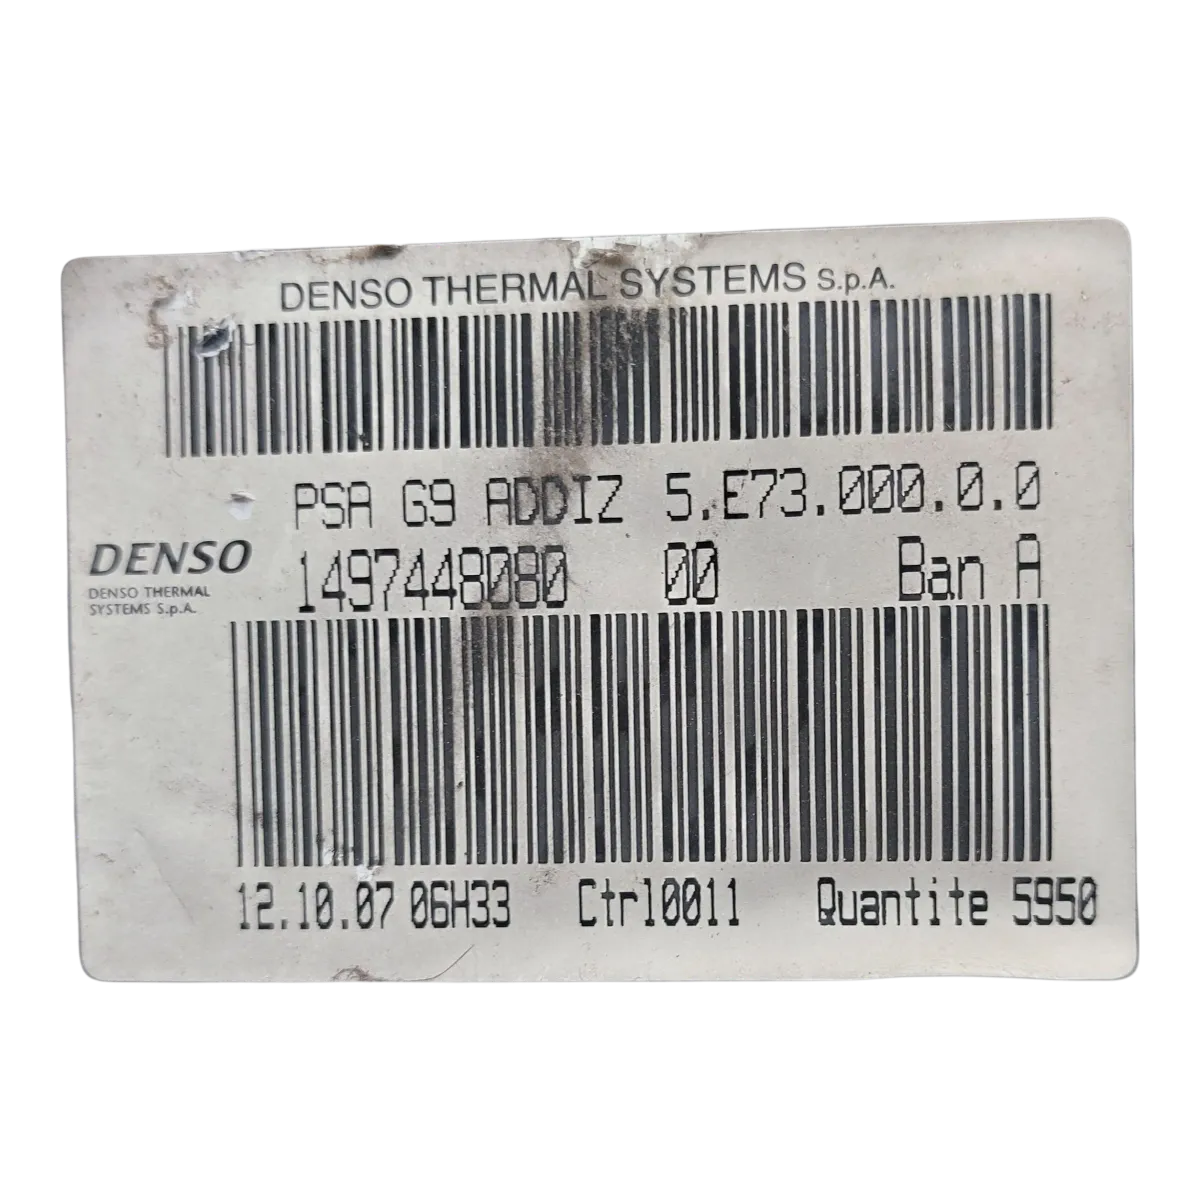 DENSO THERMAL SYSTEMS S.p.A.
PSA G9 ADDIZ 5.E73.000.0.0
DENSO
DENSO THERMAL
SYSTEMS S.p.A.
1497448080 00 Ban A
12.10.07 06H33 Ctrl0011 Quantite 5950